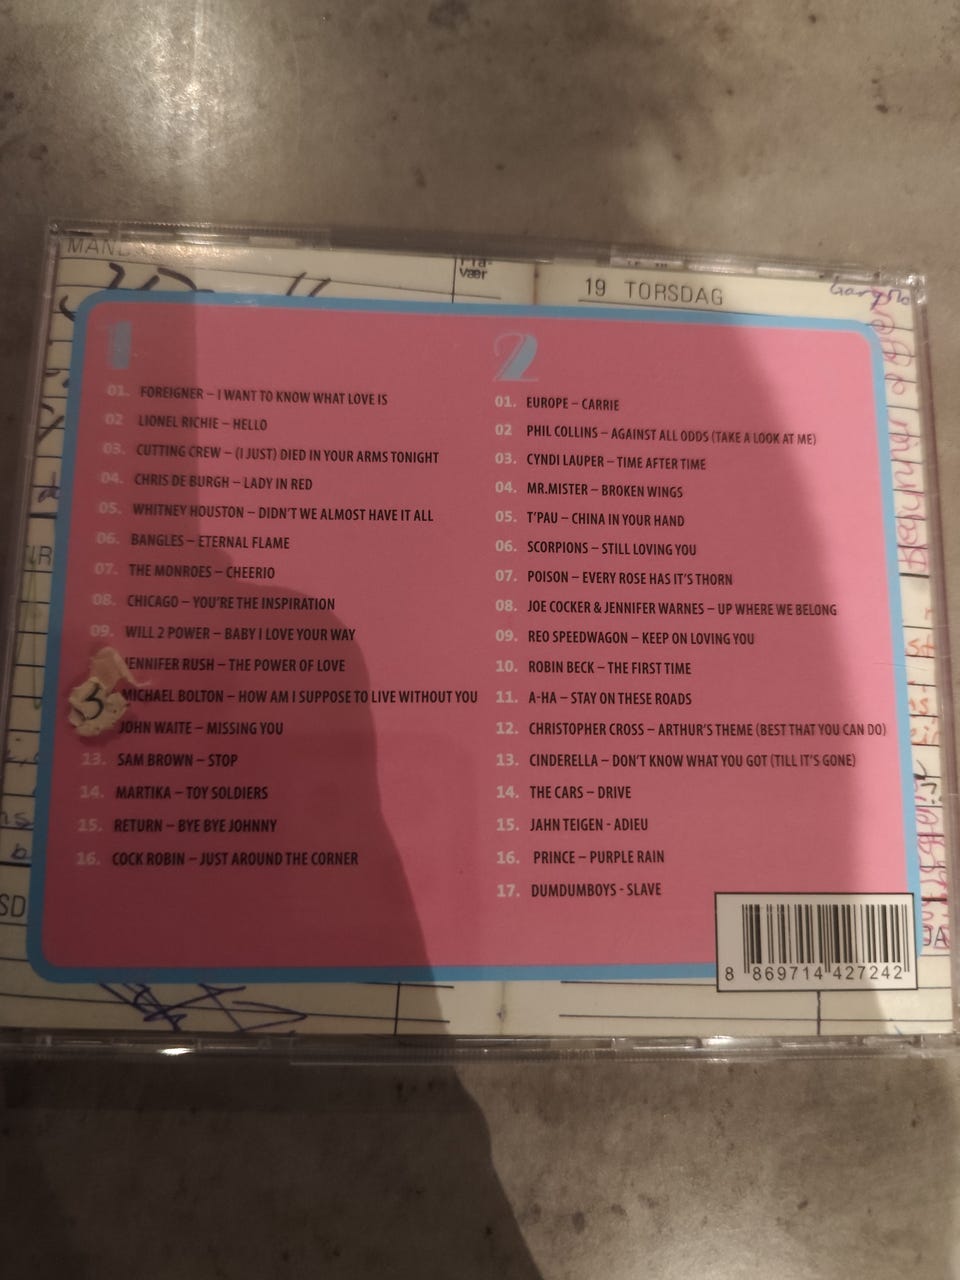 MAND
Fra-
vær
19 TORSDAG
1
01. FOREIGNER – I WANT TO KNOW WHAT LOVE IS
02 LIONEL RICHIE – HELLO
03. CUTTING CREW – (I JUST) DIED IN YOUR ARMS TONIGHT
04. CHRIS DE BURGH – LADY IN RED
05. WHITNEY HOUSTON – DIDN'T WE ALMOST HAVE IT ALL
06. BANGLES – ETERNAL FLAME
07. THE MONROES – CHEERIO
08. CHICAGO – YOU'RE THE INSPIRATION
09. WILL 2 POWER – BABY I LOVE YOUR WAY
JENNIFER RUSH – THE POWER OF LOVE
MICHAEL BOLTON – HOW AM I SUPPOSE TO LIVE WITHOUT YOU
JOHN WAITE – MISSING YOU
13. SAM BROWN – STOP
14. MARTIKA – TOY SOLDIERS
15. RETURN – BYE BYE JOHNNY
16. COCK ROBIN – JUST AROUND THE CORNER
2
01. EUROPE – CARRIE
02 PHIL COLLINS – AGAINST ALL ODDS (TAKE A LOOK AT ME)
03. CYNDI LAUPER – TIME AFTER TIME
04. MR.MISTER – BROKEN WINGS
05. T'PAU – CHINA IN YOUR HAND
06. SCORPIONS – STILL LOVING YOU
07. POISON – EVERY ROSE HAS IT'S THORN
08. JOE COCKER & JENNIFER WARNES – UP WHERE WE BELONG
09. REO SPEEDWAGON – KEEP ON LOVING YOU
10. ROBIN BECK – THE FIRST TIME
11. A-HA – STAY ON THESE ROADS
12. CHRISTOPHER CROSS – ARTHUR'S THEME (BEST THAT YOU CAN DO)
13. CINDERELLA – DON'T KNOW WHAT YOU GOT (TILL IT'S GONE)
14. THE CARS – DRIVE
15. JAHN TEIGEN - ADIEU
16. PRINCE – PURPLE RAIN
17. DUMDUMBOYS - SLAVE
8 869714 427242